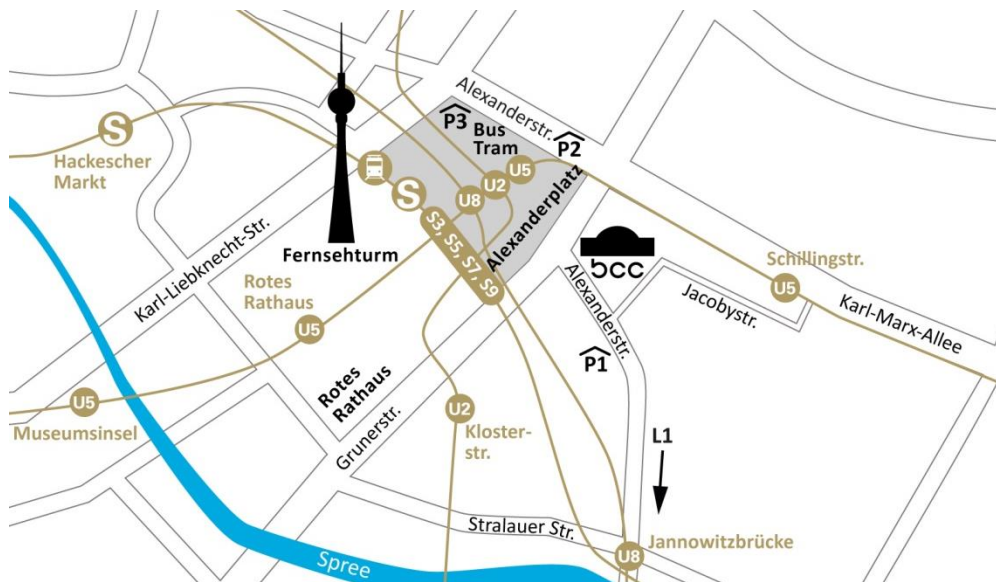 Alexanderstr.
P3
Bus
Tram
P2
S
Hackescher
Markt
U5
U2
U8
S
Alexanderplatz
S3, S5, S7, S9
Fernsehturm
bcc
Schillingstr.
U5
Karl-Liebknecht-Str.
Rotes
Rathaus
U5
Alexanderstr.
Jacobystr.
Karl-Marx-Allee
P1
Rotes
Rathaus
U5
Museumsinsel
U2
Kloster-
str.
Grunerstr.
L1
Stralauer Str.
U8
Jannowitzbrücke
Spree